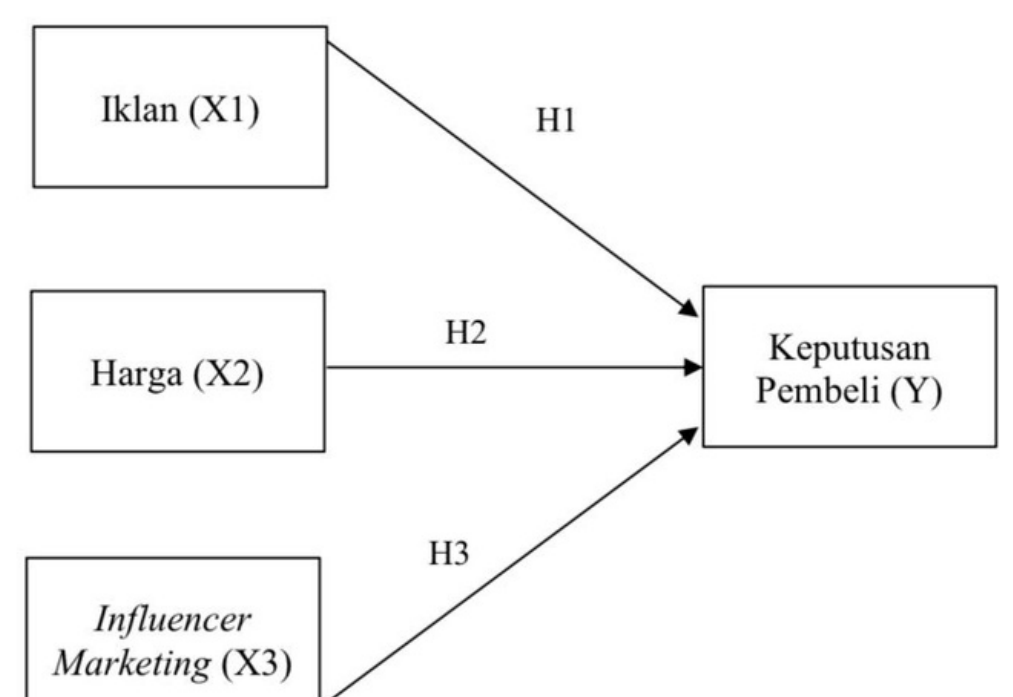 Iklan (X1)
H1
Harga (X2)
H2
Keputusan
Pembeli (Y)
H3
Influencer
Marketing (X3)